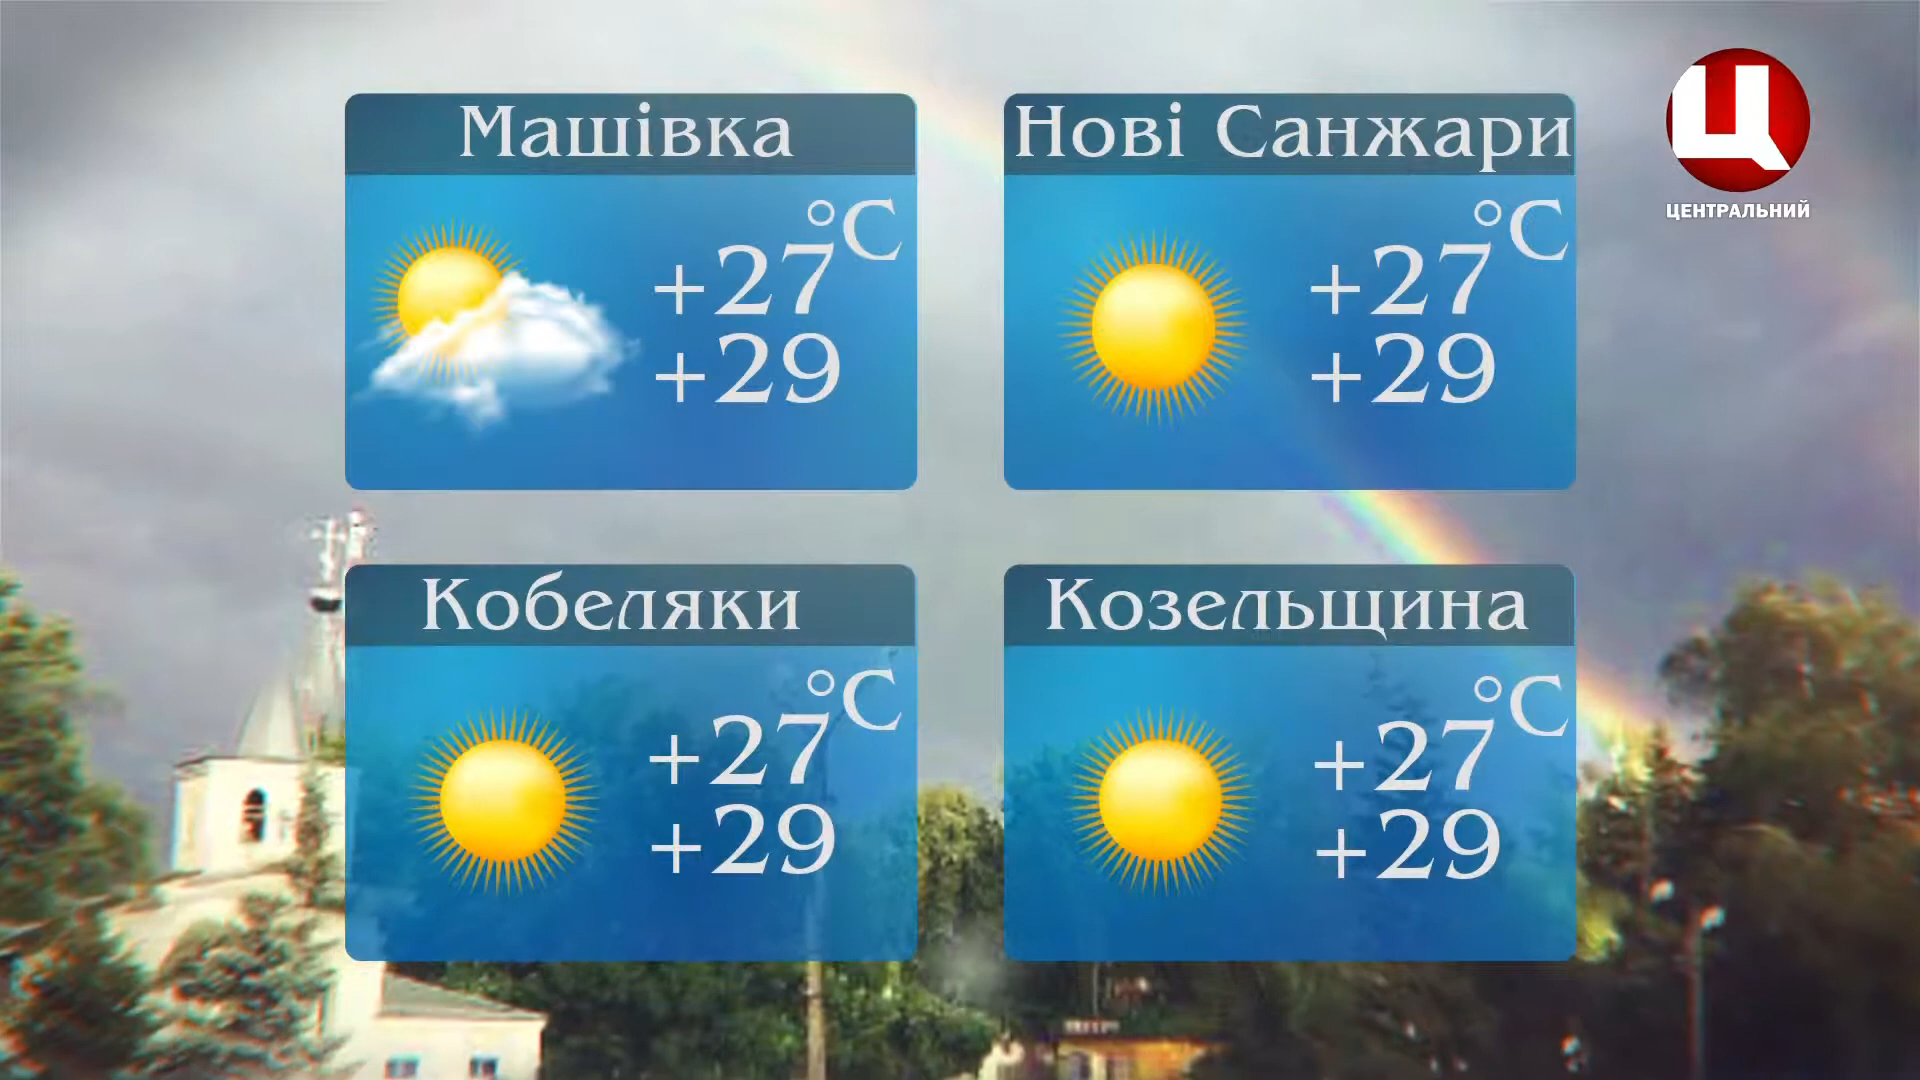 Машівка
°C
+27
+29
Нові Санжари
°C
+27
+29
Ц
ЦЕНТРАЛЬНИЙ
Кобеляки
°C
+27
+29
Козельщина
°C
+27
+29